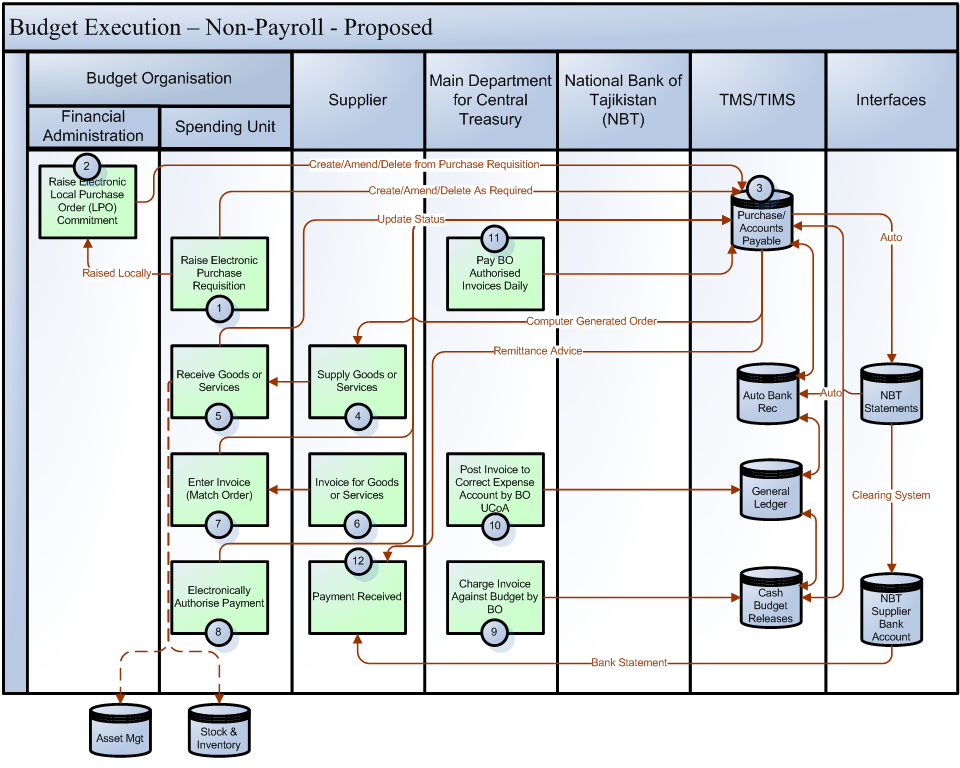 Budget Execution – Non-Payroll - Proposed
Budget Organisation
Financial
Administration
Spending Unit
Supplier
Main Department
for Central
Treasury
National Bank of
Tajikistan
(NBT)
TMS/TIMS
Interfaces
2
Raise Electronic
Local Purchase
Order (LPO)
Commitment
Create/Amend/Delete from Purchase Requisition
Create/Amend/Delete As Required
Update Status
3
Purchase/
Accounts
Payable
Auto
Raised Locally
Raise Electronic
Purchase
Requisition
1
11
Pay BO
Authorised
Invoices Daily
Computer Generated Order
Remittance Advice
Receive Goods or
Services
5
Supply Goods or
Services
4
Auto Bank
Rec
Auto
NBT
Statements
Enter Invoice
(Match Order)
7
Invoice for Goods
or Services
6
Post Invoice to
Correct Expense
Account by BO
UCoA
10
General
Ledger
Clearing System
Electronically
Authorise Payment
8
12
Payment Received
Charge Invoice
Against Budget by
BO
9
Cash
Budget
Releases
NBT
Supplier
Bank
Account
Bank Statement
Asset Mgt
Stock &
Inventory